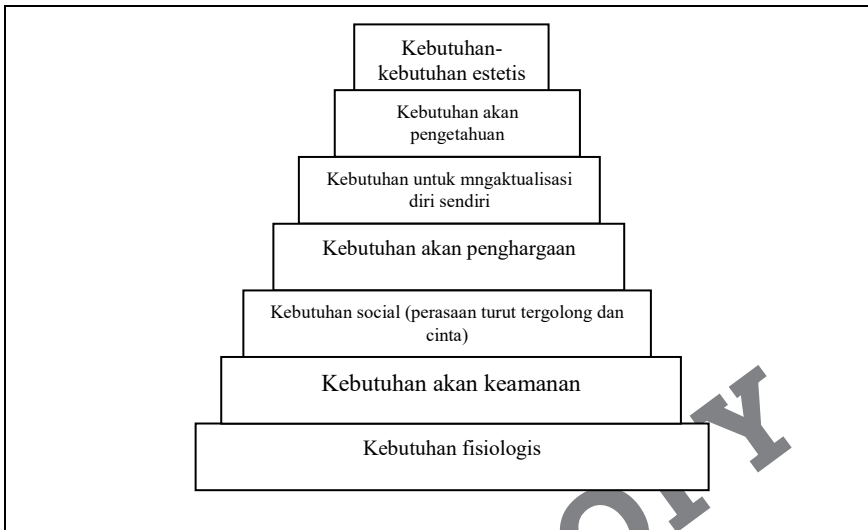 Kebutuhan-
kebutuhan estetis
Kebutuhan akan
pengetahuan
Kebutuhan untuk mngaktualisasi
diri sendiri
Kebutuhan akan penghargaan
Kebutuhan social (perasaan turut tergolong dan
cinta)
Kebutuhan akan keamanan
Kebutuhan fisiologis